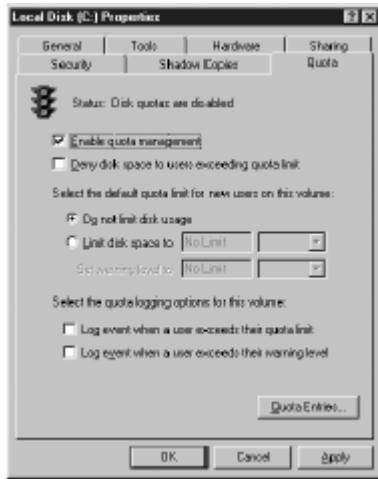 Local Disk (C:) Properties
General Tools Hardware Sharing
Security Shadow Copies Quota
Status: Disk quotas are disabled
Enable quota management
Deny disk space to users exceeding quota limit
Select the default quota limit for new users on this volume:
Do not limit disk usage
Limit disk space to No Limit
Set warning level to No Limit
Select the quota logging options for this volume:
Log event when a user exceeds their quota limit
Log event when a user exceeds their warning level
Quota Entries...
OK Cancel Apply